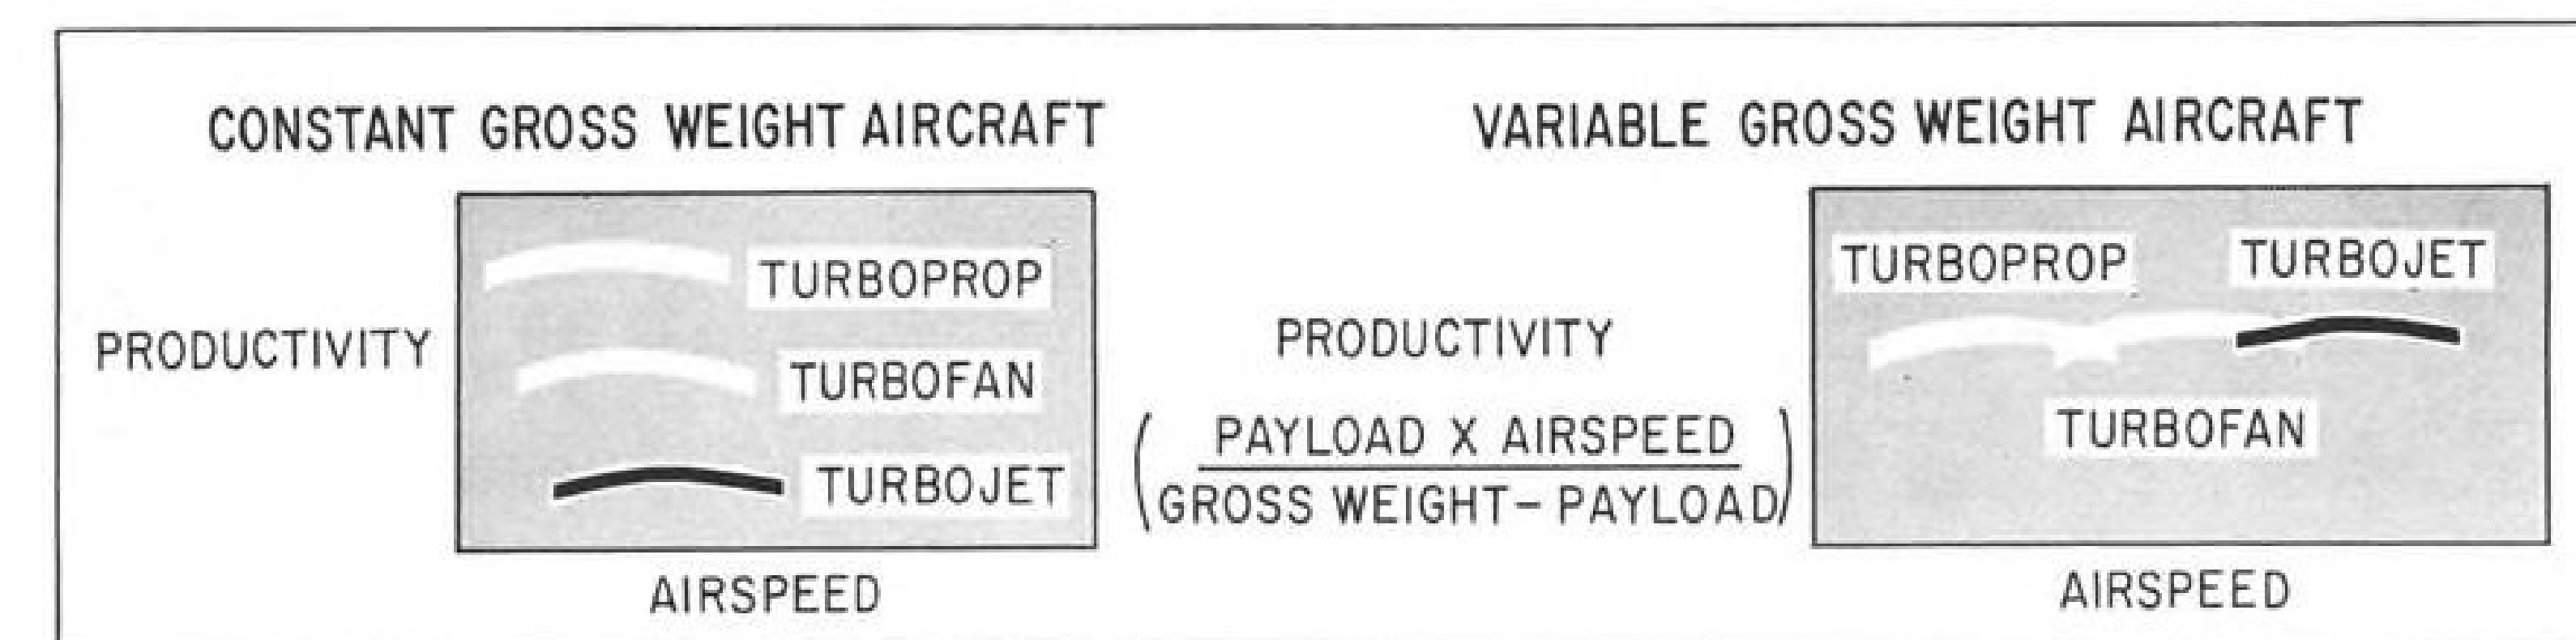 CONSTANT GROSS WEIGHT AIRCRAFT
PRODUCTIVITY
TURBOPROP
TURBOFAN
TURBOJET
AIRSPEED
VARIABLE GROSS WEIGHT AIRCRAFT
PRODUCTIVITY
(PAYLOAD X AIRSPEED
GROSS WEIGHT-PAYLOAD)
TURBOPROP
TURBOJET
TURBOFAN
AIRSPEED